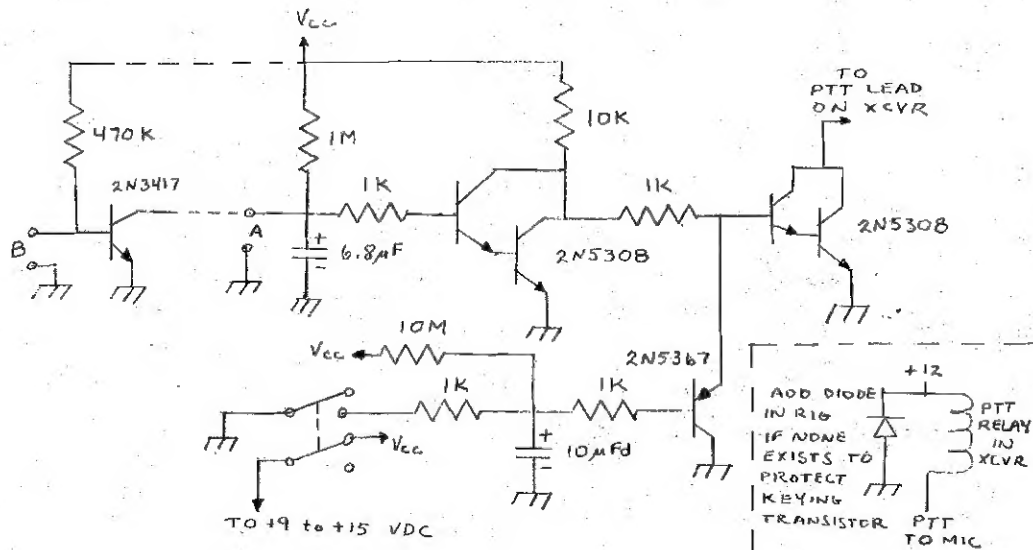 Vcc
470K
1M
10K
TO
PTT LEAD
ON XCVR
2N3417
1K
1K
B
A
6.8µF
2N5308
2N5308
10M
Vcc
2N5367
1K
1K
Vcc
10µFd
TO +9 to +15 VDC
+12
ADD DIODE
IN RIG
IF NONE
EXISTS TO
PROTECT
KEYING
TRANSISTOR
PTT
RELAY
IN
XCVR
PTT
TO MIC